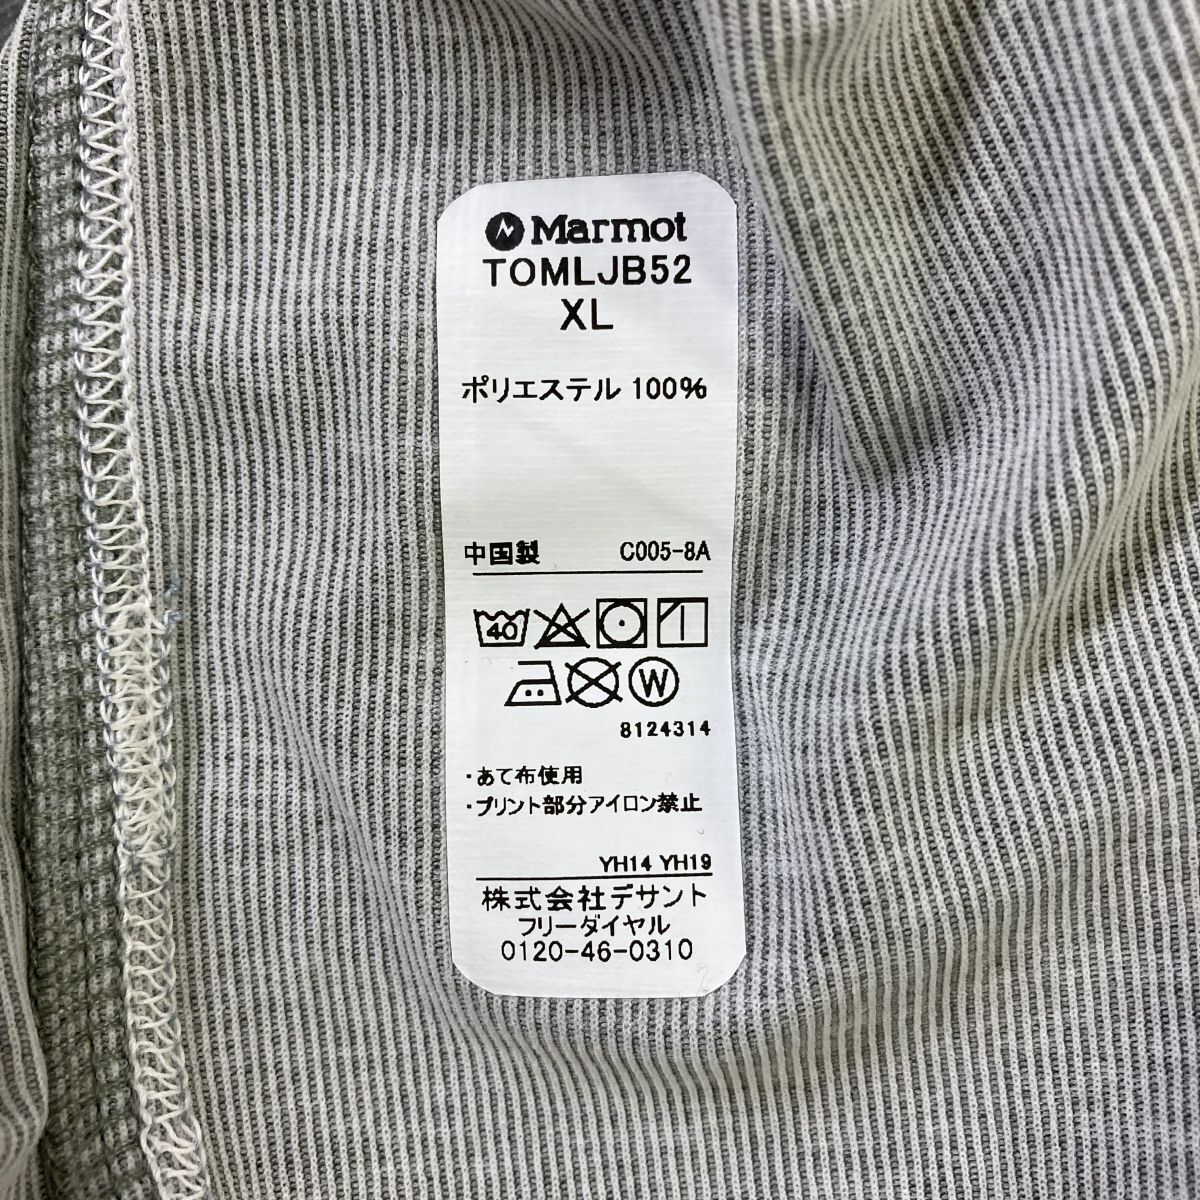 Marmot
TOMLJB52
XL
ポリエステル 100%
中国製 C005-8A
40
W
8124314
・あて布使用
・プリント部分アイロン禁止
YH14 YH19
株式会社デサント
フリーダイヤル
0120-46-0310